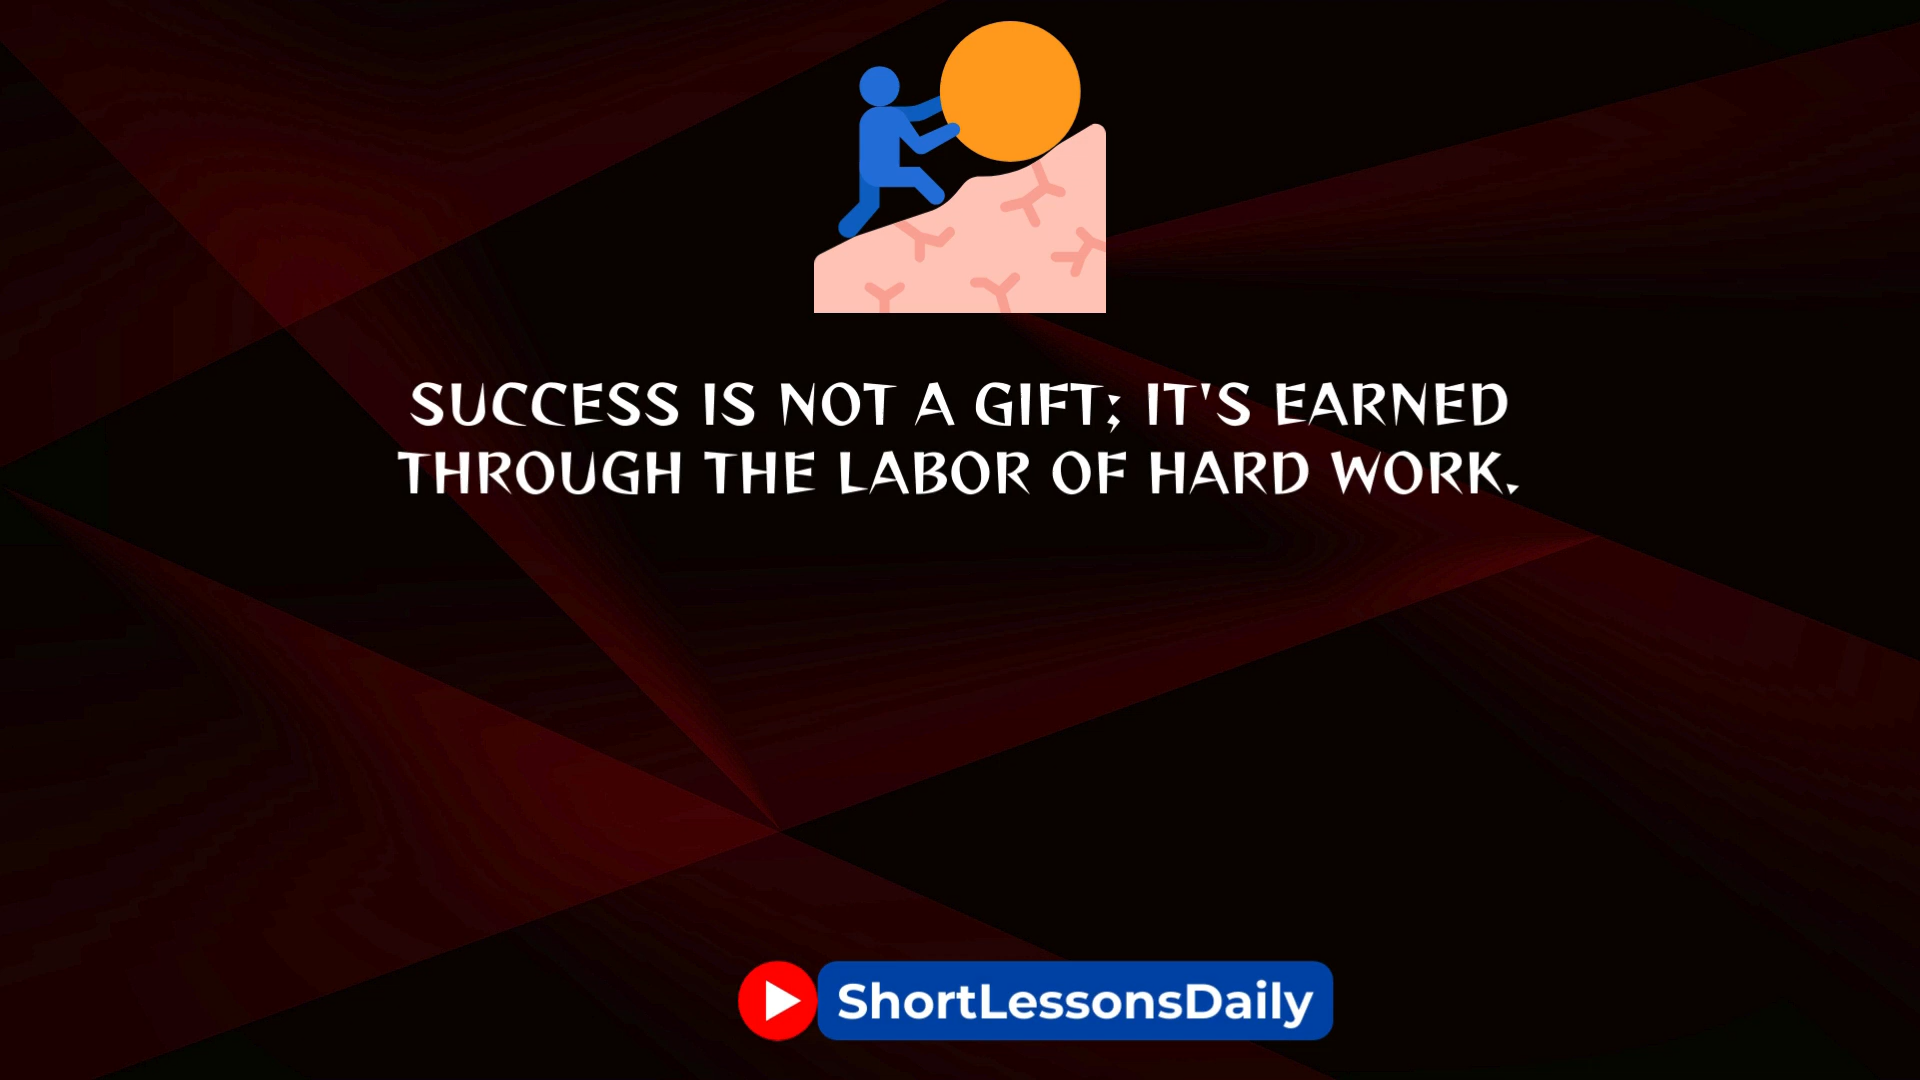 SUCCESS IS NOT A GIFT; IT'S EARNED
THROUGH THE LABOR OF HARD WORK.
ShortLessonsDaily